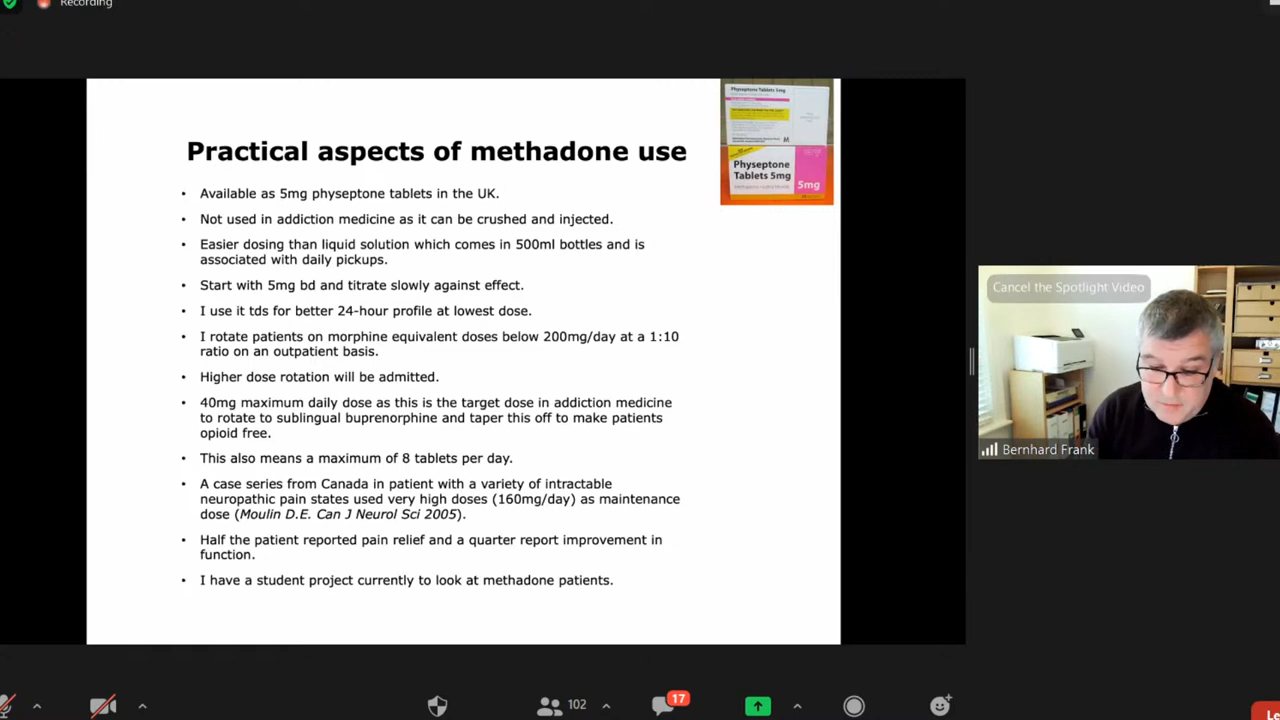 Recording
Practical aspects of methadone use
Physeptone Tablets 5mg
M
Physeptone
Tablets 5mg
5mg
• Available as 5mg physeptone tablets in the UK.
• Not used in addiction medicine as it can be crushed and injected.
• Easier dosing than liquid solution which comes in 500ml bottles and is
associated with daily pickups.
• Start with 5mg bd and titrate slowly against effect.
• I use it tds for better 24-hour profile at lowest dose.
• I rotate patients on morphine equivalent doses below 200mg/day at a 1:10
ratio on an outpatient basis.
• Higher dose rotation will be admitted.
• 40mg maximum daily dose as this is the target dose in addiction medicine
to rotate to sublingual buprenorphine and taper this off to make patients
opioid free.
• This also means a maximum of 8 tablets per day.
• A case series from Canada in patient with a variety of intractable
neuropathic pain states used very high doses (160mg/day) as maintenance
dose (Moulin D.E. Can J Neurol Sci 2005).
• Half the patient reported pain relief and a quarter report improvement in
function.
• I have a student project currently to look at methadone patients.
Cancel the Spotlight Video
Bernhard Frank
102
17
Le